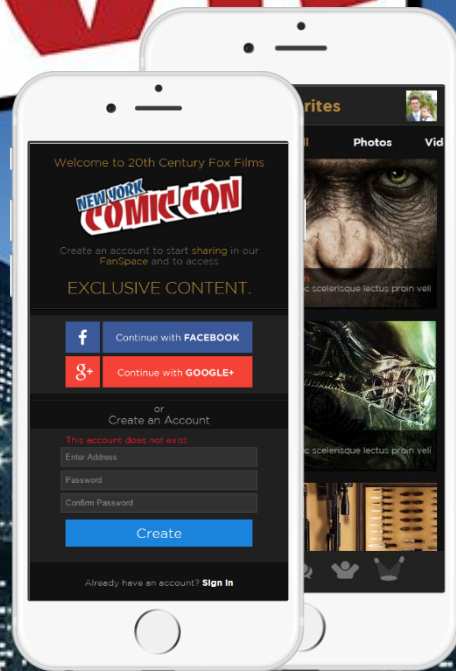 Welcome to 20th Century Fox Films
NEW YORK
COMIC CON
Create an account to start sharing in our
FanSpace and to access
EXCLUSIVE CONTENT.
f Continue with FACEBOOK
g+ Continue with GOOGLE+
or
Create an Account
This account does not exist.
Enter Address
Password
Confirm Password
Create
Already have an account? Sign In
rites
Photos Vid
scelerisque lectus proin veli
scelerisque lectus proin veli